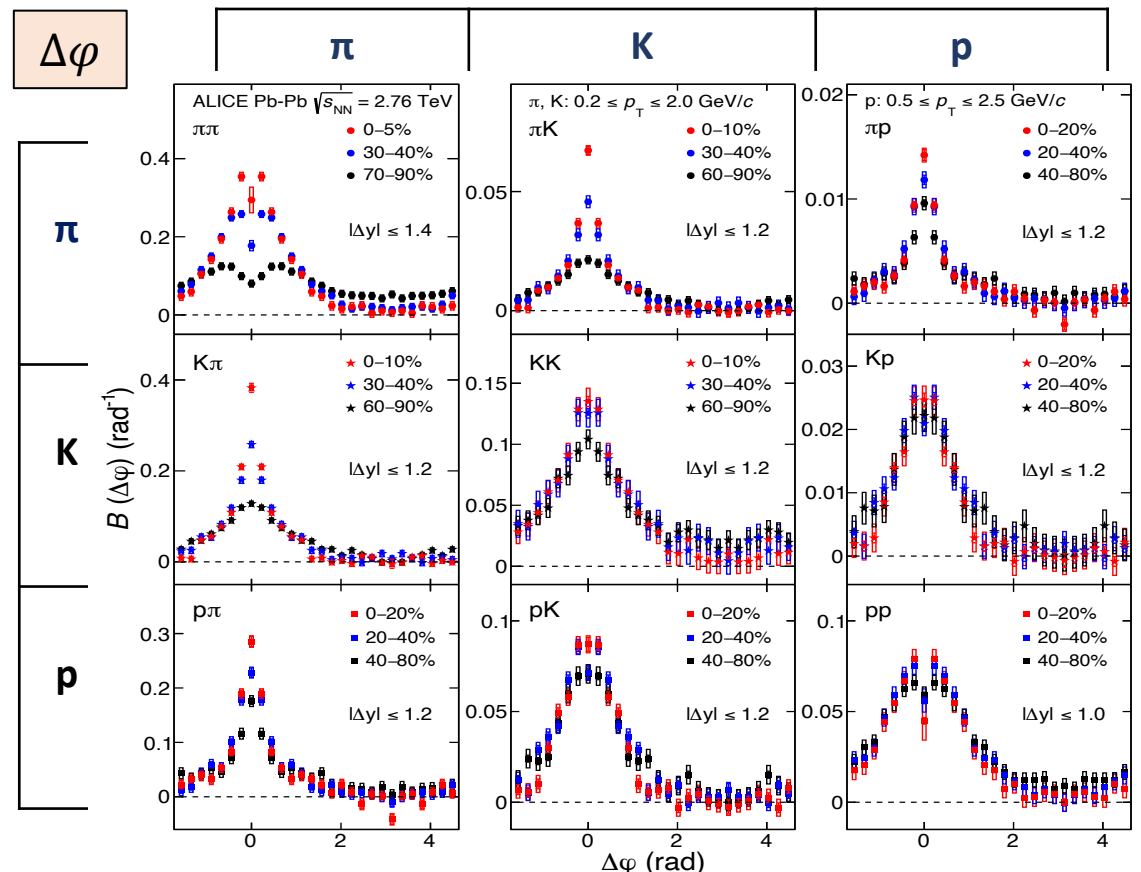 Δφ
π K p
ALICE Pb-Pb √s_NN = 2.76 TeV
ππ
0–5%
30–40%
70–90%
|Δy| ≤ 1.4
0.4
0.2
0
π, K: 0.2 ≤ p_T ≤ 2.0 GeV/c
πK
0–10%
30–40%
60–90%
|Δy| ≤ 1.2
0.05
0
p: 0.5 ≤ p_T ≤ 2.5 GeV/c
πp
0–20%
20–40%
40–80%
|Δy| ≤ 1.2
0.02
0.01
0
π
Kπ
0–10%
30–40%
60–90%
|Δy| ≤ 1.2
0.4
0.2
0
KK
0–10%
30–40%
60–90%
|Δy| ≤ 1.2
0.15
0.1
0.05
0
Kp
0–20%
20–40%
40–80%
|Δy| ≤ 1.2
0.03
0.02
0.01
0
K
B (Δφ) (rad⁻¹)
pπ
0–20%
20–40%
40–80%
|Δy| ≤ 1.2
0.3
0.2
0.1
0
pK
0–20%
20–40%
40–80%
|Δy| ≤ 1.2
0.1
0.05
0
pp
0–20%
20–40%
40–80%
|Δy| ≤ 1.0
0.1
0.05
0
p
0 2 4 0 2 4 0 2 4
Δφ (rad)